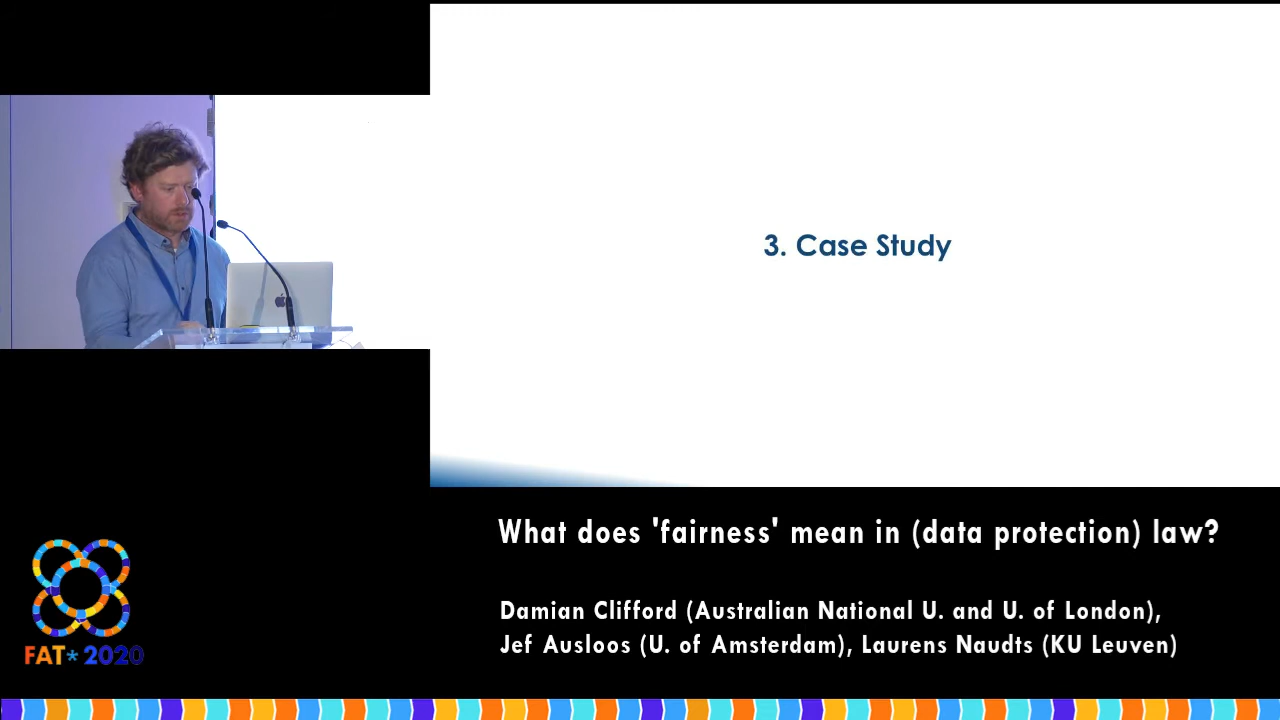 3. Case Study
What does 'fairness' mean in (data protection) law?
Damian Clifford (Australian National U. and U. of London),
Jef Ausloos (U. of Amsterdam), Laurens Naudts (KU Leuven)
FAT* 2020